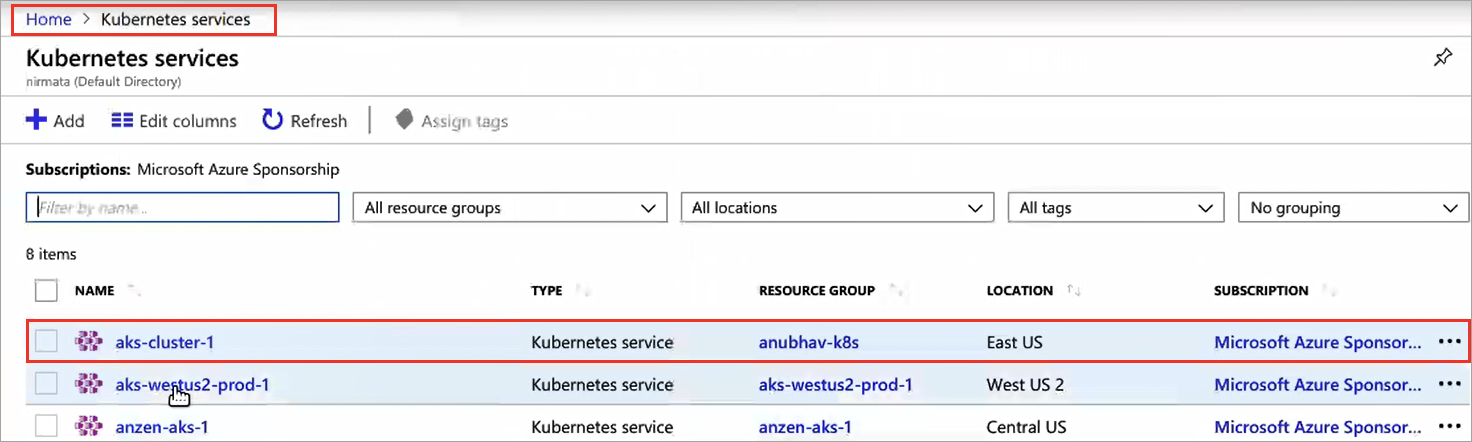 Home > Kubernetes services
Kubernetes services
nirmata (Default Directory)
Add Edit columns Refresh Assign tags
Subscriptions: Microsoft Azure Sponsorship
Filter by name... All resource groups All locations All tags No grouping
8 items
NAME TYPE RESOURCE GROUP LOCATION SUBSCRIPTION
aks-cluster-1 Kubernetes service anubhav-k8s East US Microsoft Azure Sponsor... •••
aks-westus2-prod-1 Kubernetes service aks-westus2-prod-1 West US 2 Microsoft Azure Sponsor... •••
anzen-aks-1 Kubernetes service anzen-aks-1 Central US Microsoft Azure Sponsor... •••